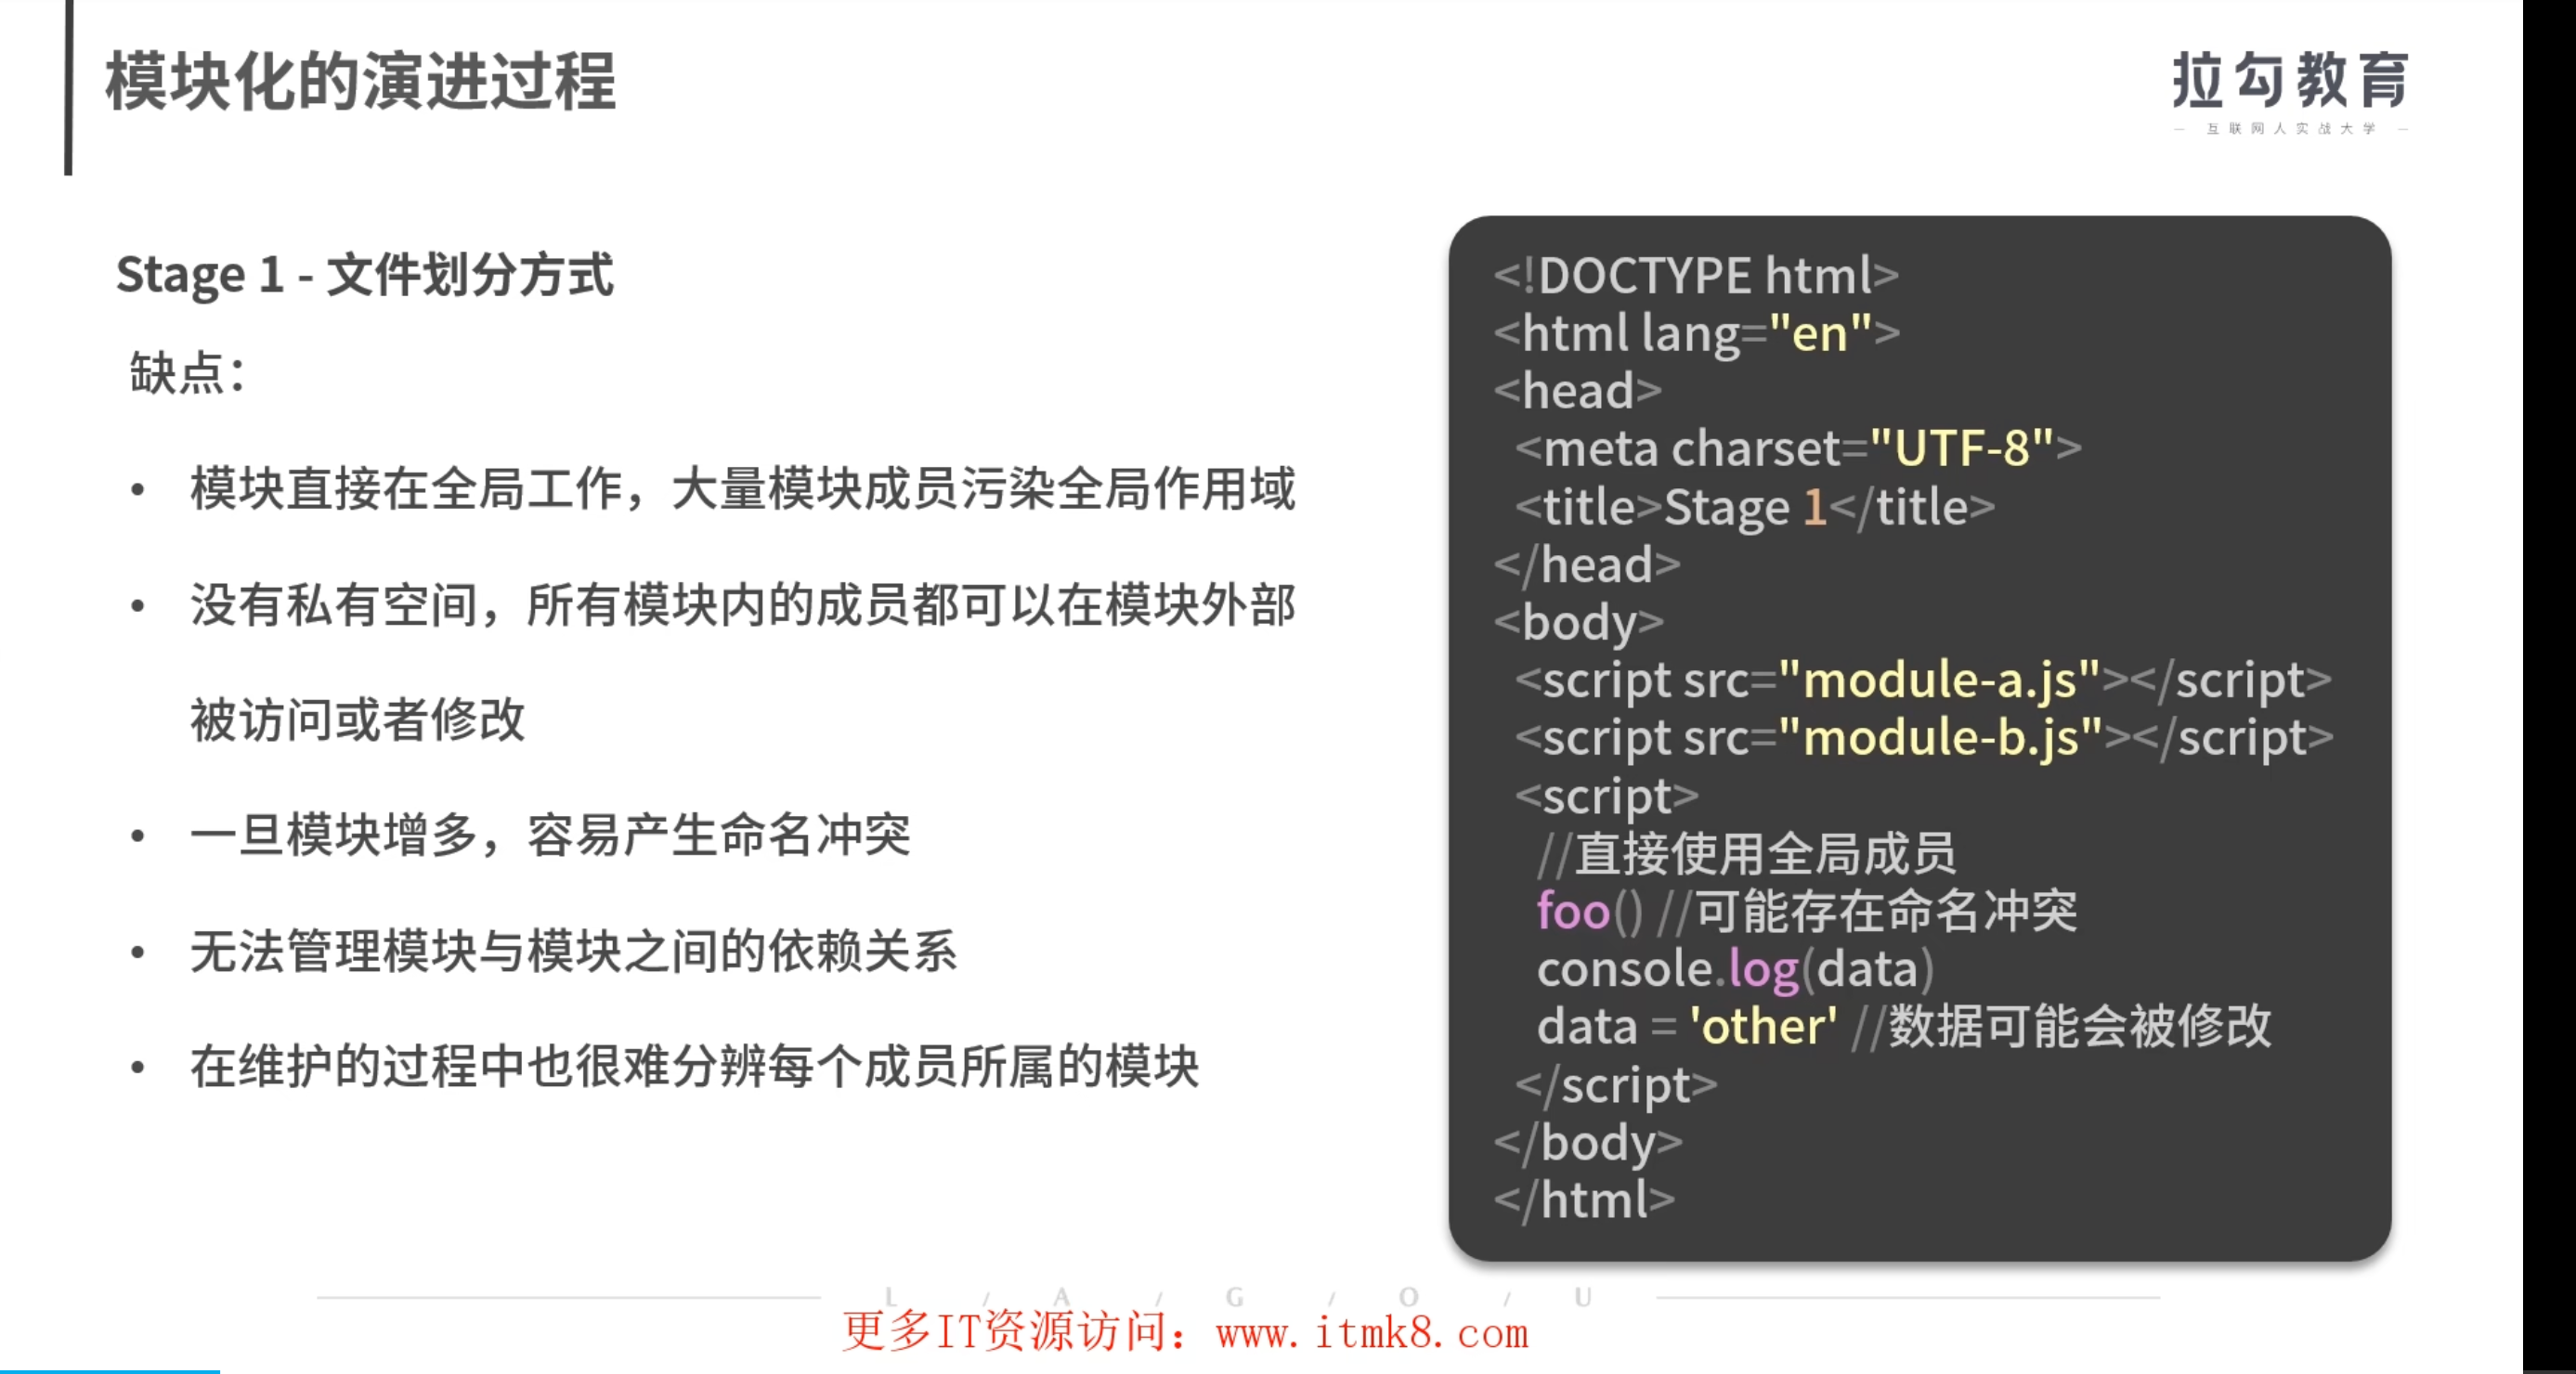 模块化的演进过程
拉勾教育
— 互联网人实战大学 —
Stage 1 - 文件划分方式
缺点：
• 模块直接在全局工作，大量模块成员污染全局作用域
• 没有私有空间，所有模块内的成员都可以在模块外部
被访问或者修改
• 一旦模块增多，容易产生命名冲突
• 无法管理模块与模块之间的依赖关系
• 在维护的过程中也很难分辨每个成员所属的模块
<!DOCTYPE html>
<html lang="en">
<head>
<meta charset="UTF-8">
<title>Stage 1</title>
</head>
<body>
<script src="module-a.js"></script>
<script src="module-b.js"></script>
<script>
//直接使用全局成员
foo() //可能存在命名冲突
console.log(data)
data = 'other' //数据可能会被修改
</script>
</body>
</html>
L / A / G / O / U
更多IT资源访问：www.itmk8.com